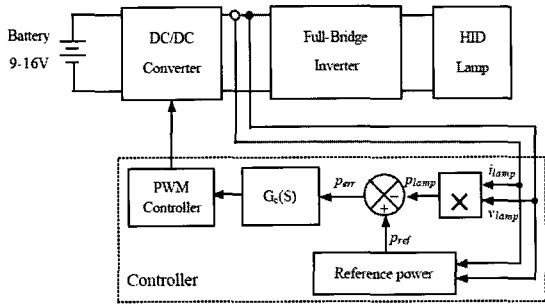 Battery
9-16V
DC/DC
Converter
Full-Bridge
Inverter
HID
Lamp
PWM
Controller
Gc(S)
perr
plamp
−
+
×
ilamp
vlamp
pref
Reference power
Controller